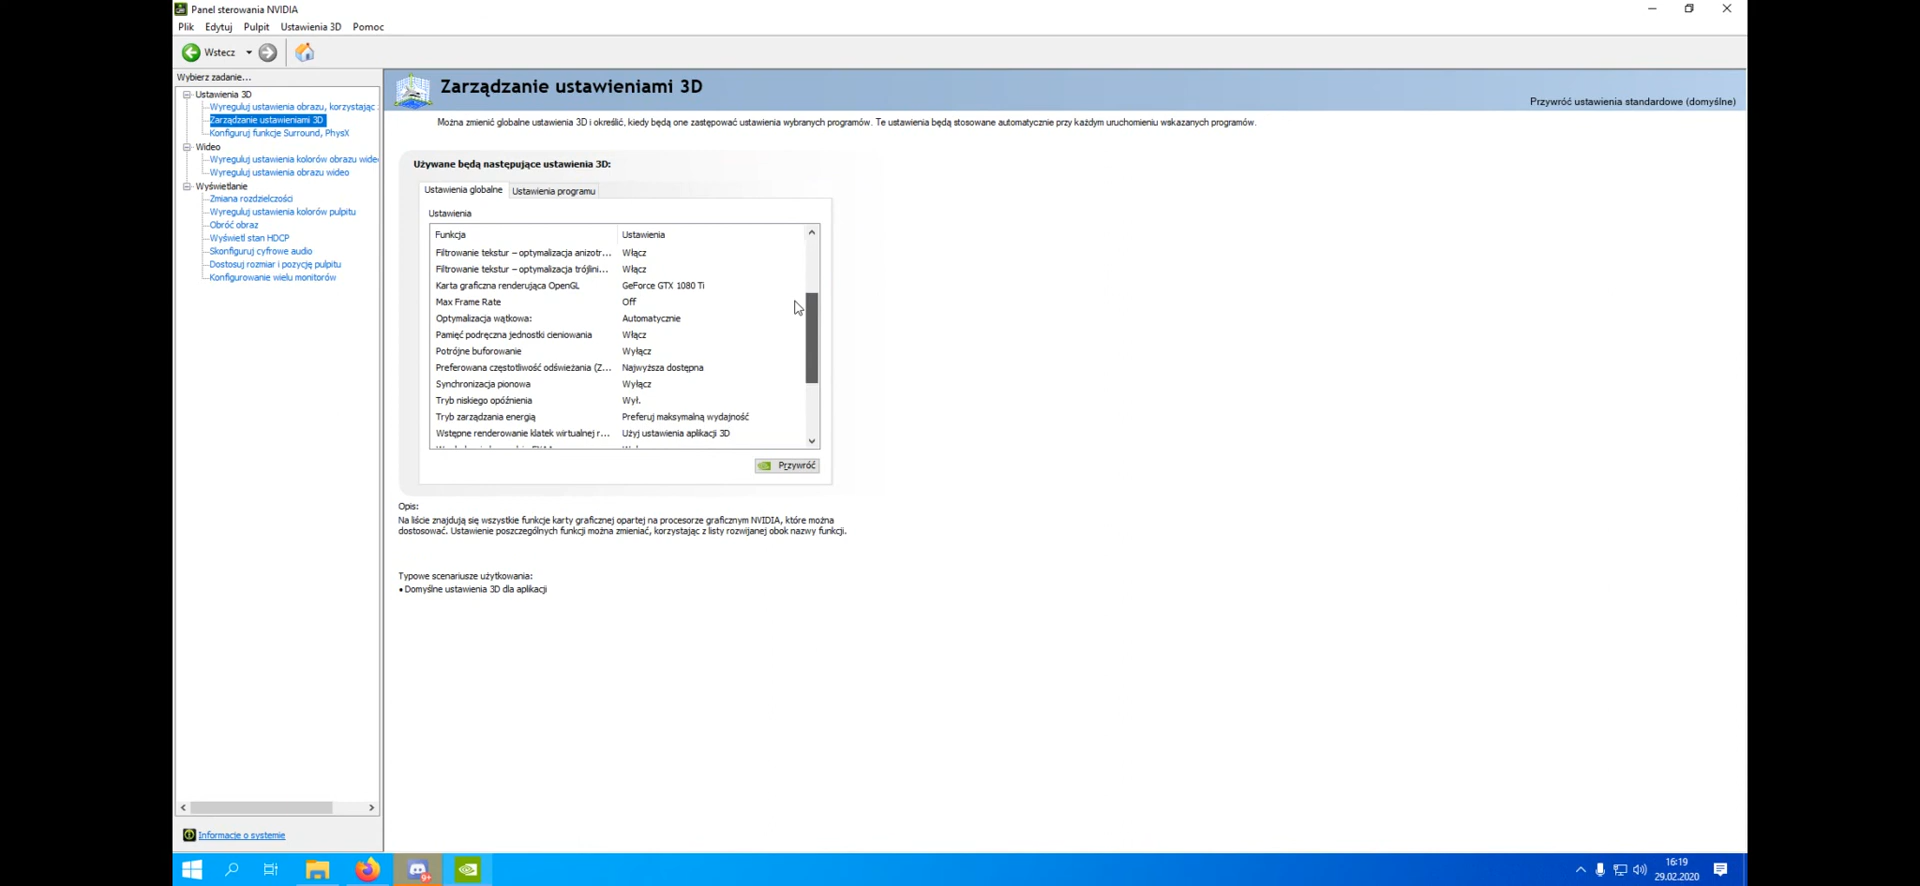 Panel sterowania NVIDIA
Plik Edytuj Pulpit Ustawienia 3D Pomoc
Wstecz
Wybierz zadanie...
Ustawienia 3D
Wyreguluj ustawienia obrazu, korzystając
Zarządzanie ustawieniami 3D
Konfiguruj funkcje Surround, PhysX
Wideo
Wyreguluj ustawienia kolorów obrazu wide
Wyreguluj ustawienia obrazu wideo
Wyświetlanie
Zmiana rozdzielczości
Wyreguluj ustawienia kolorów pulpitu
Obróć obraz
Wyświetl stan HDCP
Skonfiguruj cyfrowe audio
Dostosuj rozmiar i pozycję pulpitu
Konfigurowanie wielu monitorów
Informacje o systemie
Zarządzanie ustawieniami 3D
Przywróć ustawienia standardowe (domyślne)
Można zmienić globalne ustawienia 3D i określić, kiedy będą one zastępować ustawienia wybranych programów. Te ustawienia będą stosowane automatycznie przy każdym uruchomieniu wskazanych programów.
Używane będą następujące ustawienia 3D:
Ustawienia globalne Ustawienia programu
Ustawienia
Funkcja Ustawienia
Filtrowanie tekstur – optymalizacja anizotr... Włącz
Filtrowanie tekstur – optymalizacja trójlini... Włącz
Karta graficzna renderująca OpenGL GeForce GTX 1080 Ti
Max Frame Rate Off
Optymalizacja wątkowa: Automatycznie
Pamięć podręczna jednostki cieniowania Włącz
Potrójne buforowanie Wyłącz
Preferowana częstotliwość odświeżania (Z... Najwyższa dostępna
Synchronizacja pionowa Wyłącz
Tryb niskiego opóźnienia Wył.
Tryb zarządzania energią Preferuj maksymalną wydajność
Wstępne renderowanie klatek wirtualnej r... Użyj ustawienia aplikacji 3D
Przywróć
Opis:
Na liście znajdują się wszystkie funkcje karty graficznej opartej na procesorze graficznym NVIDIA, które można
dostosować. Ustawienie poszczególnych funkcji można zmieniać, korzystając z listy rozwijanej obok nazwy funkcji.
Typowe scenariusze użytkowania:
• Domyślne ustawienia 3D dla aplikacji
9+
16:19
29.02.2020